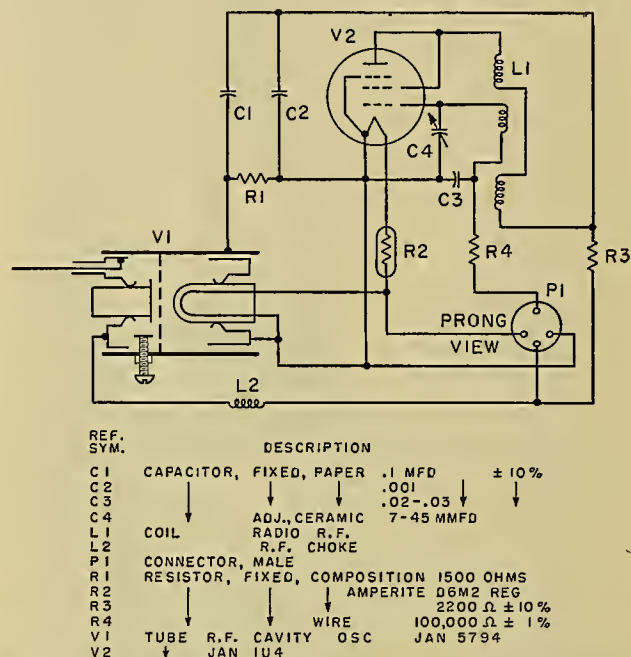 V2
L1
C1
C2
C4
R1
C3
V1
R2
R4
R3
P1
PRONG
VIEW
L2
REF.
SYM. DESCRIPTION
C1 CAPACITOR, FIXED, PAPER .1 MFD ±10%
C2 .001
C3 .02-.03
C4 ADJ., CERAMIC 7-45 MMFD
L1 COIL RADIO R.F.
L2 R.F. CHOKE
P1 CONNECTOR, MALE
R1 RESISTOR, FIXED, COMPOSITION 1500 OHMS
R2 AMPERITE D6M2 REG
R3 2200 Ω ±10%
R4 WIRE 100,000 Ω ± 1%
V1 TUBE R.F. CAVITY OSC JAN 5794
V2 JAN 1U4